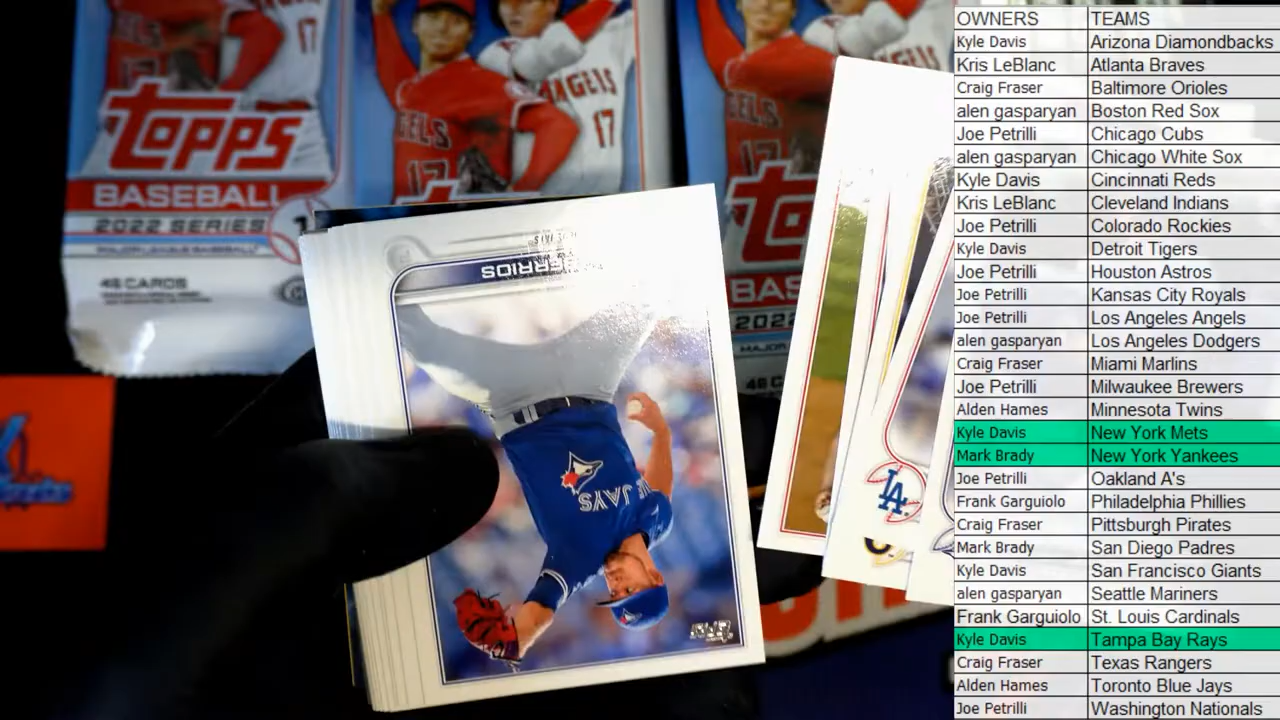 TOPPS
BASEBALL
2022 SERIES
MAJOR LEAGUE BASEBALL
46 CARDS
ANGELS
17
BERRIOS
BLUE JAYS
LA
OWNERS TEAMS
Kyle Davis Arizona Diamondbacks
Kris LeBlanc Atlanta Braves
Craig Fraser Baltimore Orioles
alen gasparyan Boston Red Sox
Joe Petrilli Chicago Cubs
alen gasparyan Chicago White Sox
Kyle Davis Cincinnati Reds
Kris LeBlanc Cleveland Indians
Joe Petrilli Colorado Rockies
Kyle Davis Detroit Tigers
Joe Petrilli Houston Astros
Joe Petrilli Kansas City Royals
Joe Petrilli Los Angeles Angels
alen gasparyan Los Angeles Dodgers
Craig Fraser Miami Marlins
Joe Petrilli Milwaukee Brewers
Alden Hames Minnesota Twins
Kyle Davis New York Mets
Mark Brady New York Yankees
Joe Petrilli Oakland A's
Frank Garguiolo Philadelphia Phillies
Craig Fraser Pittsburgh Pirates
Mark Brady San Diego Padres
Kyle Davis San Francisco Giants
alen gasparyan Seattle Mariners
Frank Garguiolo St. Louis Cardinals
Kyle Davis Tampa Bay Rays
Craig Fraser Texas Rangers
Alden Hames Toronto Blue Jays
Joe Petrilli Washington Nationals